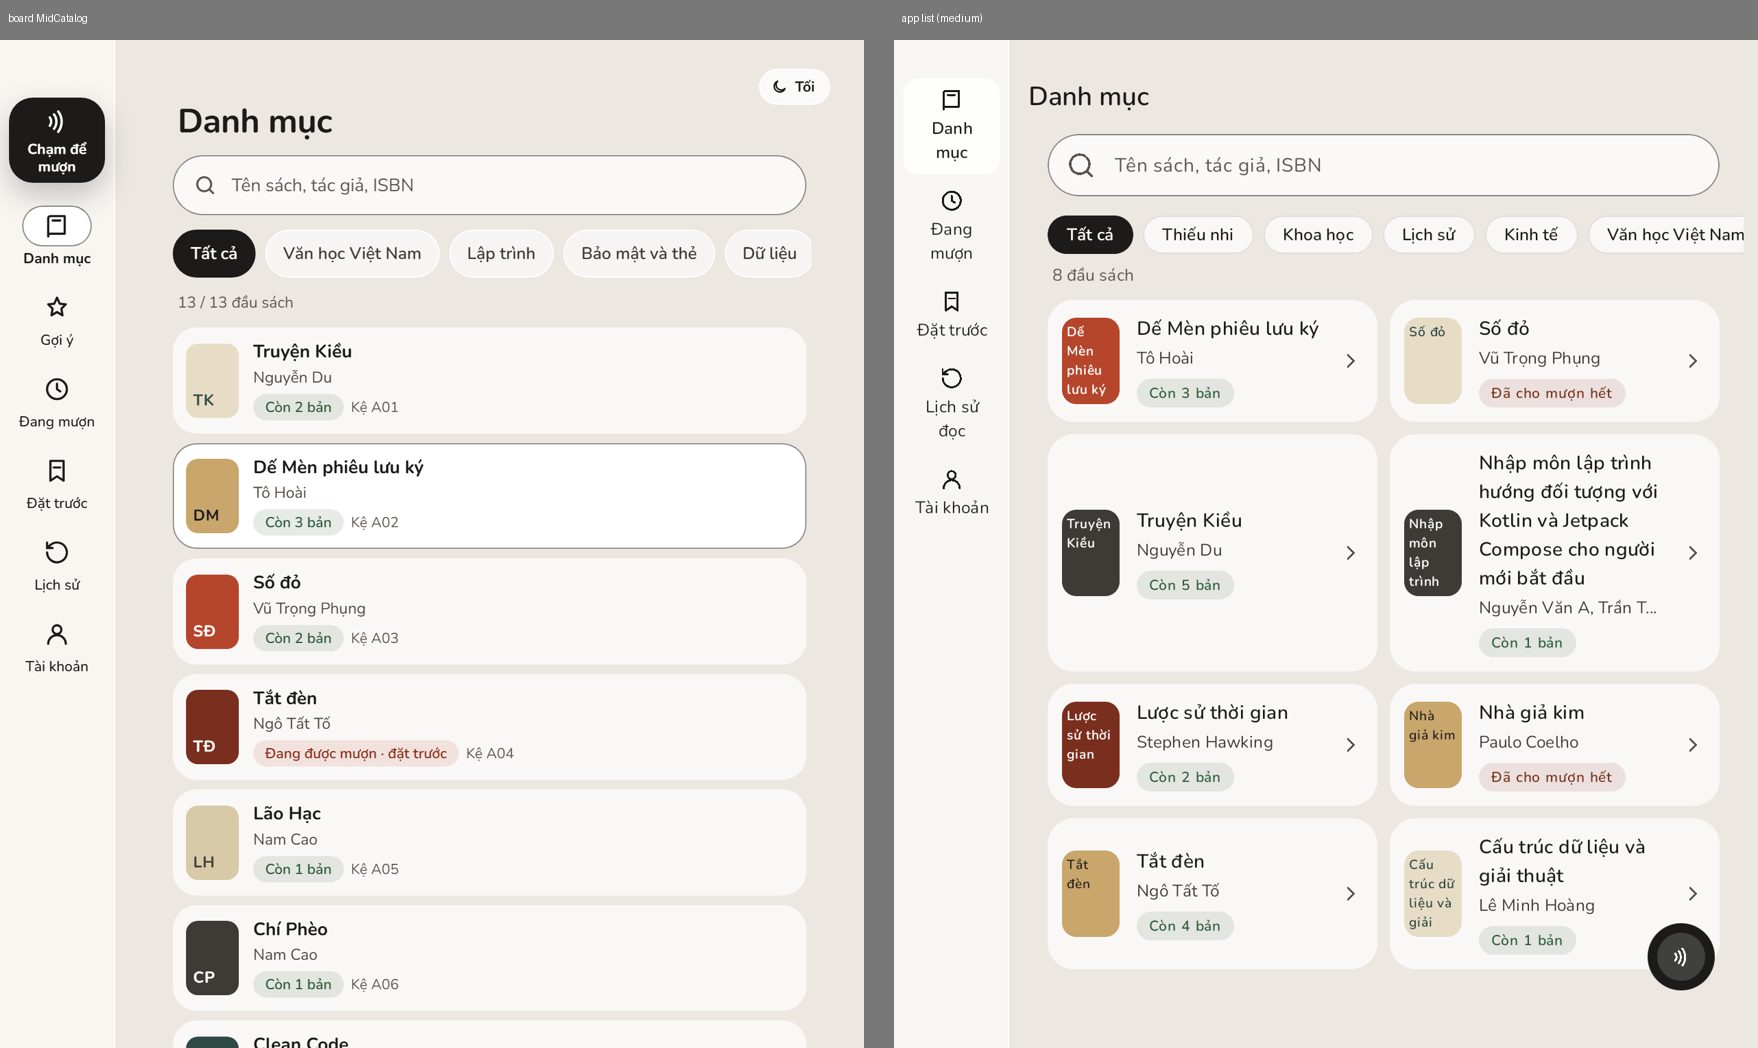 board MidCatalog
Chạm để
mượn
Danh mục
Gợi ý
Đang mượn
Đặt trước
Lịch sử
Tài khoản
Tối
Danh mục
Tên sách, tác giả, ISBN
Tất cả
Văn học Việt Nam
Lập trình
Bảo mật và thẻ
Dữ liệu
13 / 13 đầu sách
TK
Truyện Kiều
Nguyễn Du
Còn 2 bản Kệ A01
DM
Dế Mèn phiêu lưu ký
Tô Hoài
Còn 3 bản Kệ A02
SĐ
Số đỏ
Vũ Trọng Phụng
Còn 2 bản Kệ A03
TĐ
Tắt đèn
Ngô Tất Tố
Đang được mượn · đặt trước Kệ A04
LH
Lão Hạc
Nam Cao
Còn 1 bản Kệ A05
CP
Chí Phèo
Nam Cao
Còn 1 bản Kệ A06
Clean Code
app list (medium)
Danh
mục
Đang
mượn
Đặt trước
Lịch sử
đọc
Tài khoản
Danh mục
Tên sách, tác giả, ISBN
Tất cả
Thiếu nhi
Khoa học
Lịch sử
Kinh tế
Văn học Việt Nam
8 đầu sách
Dế
Mèn
phiêu
lưu ký
Dế Mèn phiêu lưu ký
Tô Hoài
Còn 3 bản
Số đỏ
Số đỏ
Vũ Trọng Phụng
Đã cho mượn hết
Truyện
Kiều
Truyện Kiều
Nguyễn Du
Còn 5 bản
Nhập
môn
lập
trình
Nhập môn lập trình
hướng đối tượng với
Kotlin và Jetpack
Compose cho người
mới bắt đầu
Nguyễn Văn A, Trần T...
Còn 1 bản
Lược
sử thời
gian
Lược sử thời gian
Stephen Hawking
Còn 2 bản
Nhà
giả kim
Nhà giả kim
Paulo Coelho
Đã cho mượn hết
Tắt
đèn
Tắt đèn
Ngô Tất Tố
Còn 4 bản
Cấu
trúc dữ
liệu và
giải
Cấu trúc dữ liệu và
giải thuật
Lê Minh Hoàng
Còn 1 bản